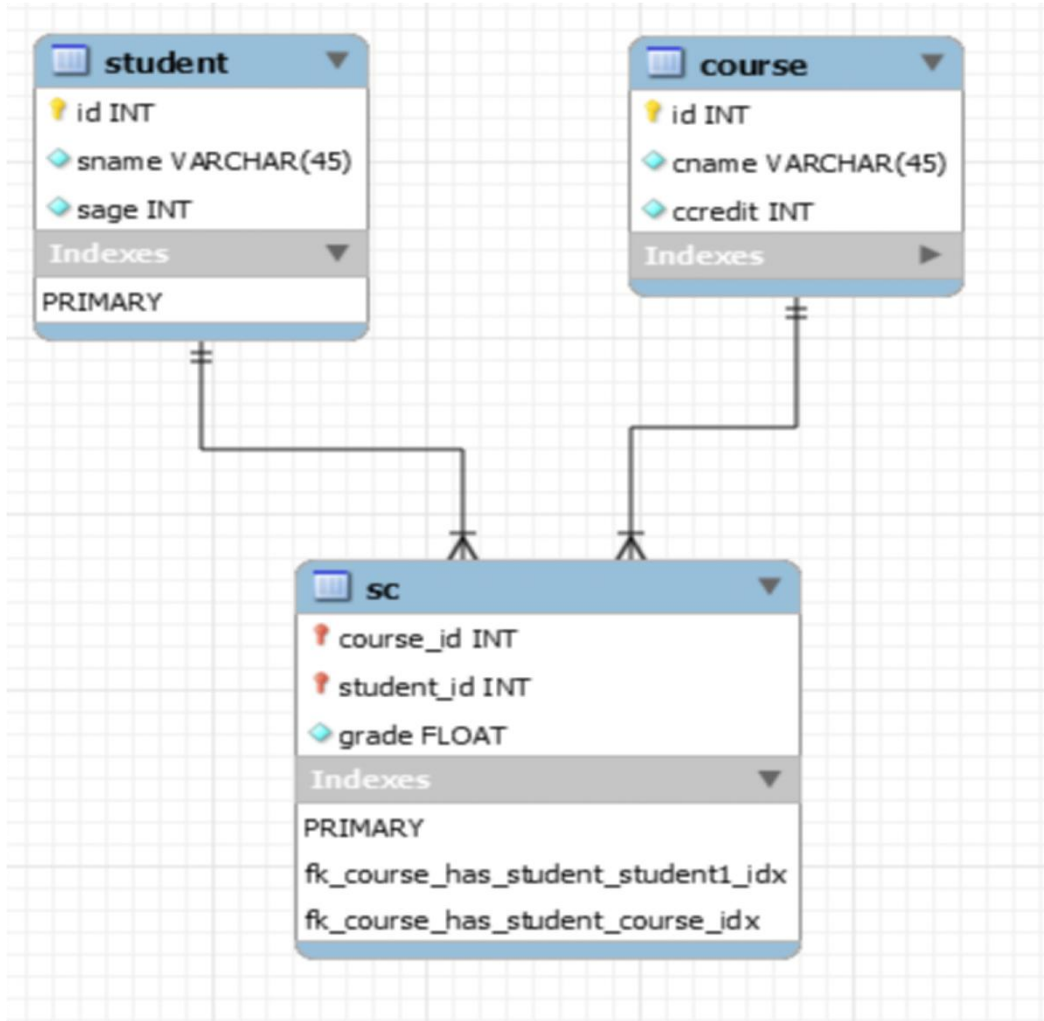 student
id INT
sname VARCHAR(45)
sage INT
Indexes
PRIMARY
course
id INT
cname VARCHAR(45)
ccredit INT
Indexes
sc
course_id INT
student_id INT
grade FLOAT
Indexes
PRIMARY
fk_course_has_student_student1_idx
fk_course_has_student_course_idx